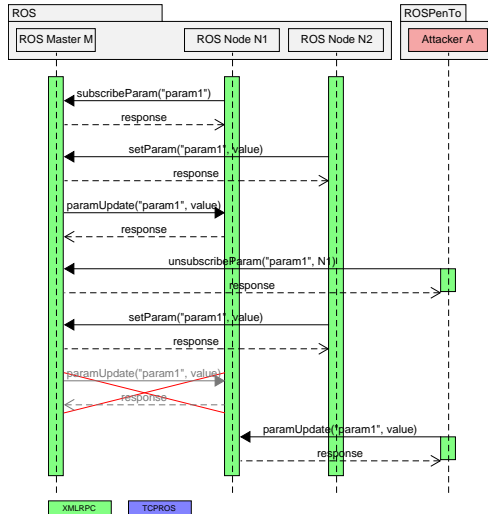 ROS
ROSPenTo
ROS Master M
ROS Node N1
ROS Node N2
Attacker A
subscribeParam("param1")
response
setParam("param1", value)
response
paramUpdate("param1", value)
response
unsubscribeParam("param1", N1)
response
setParam("param1", value)
response
paramUpdate("param1", value)
response
paramUpdate("param1", value)
response
XMLRPC
TCPROS